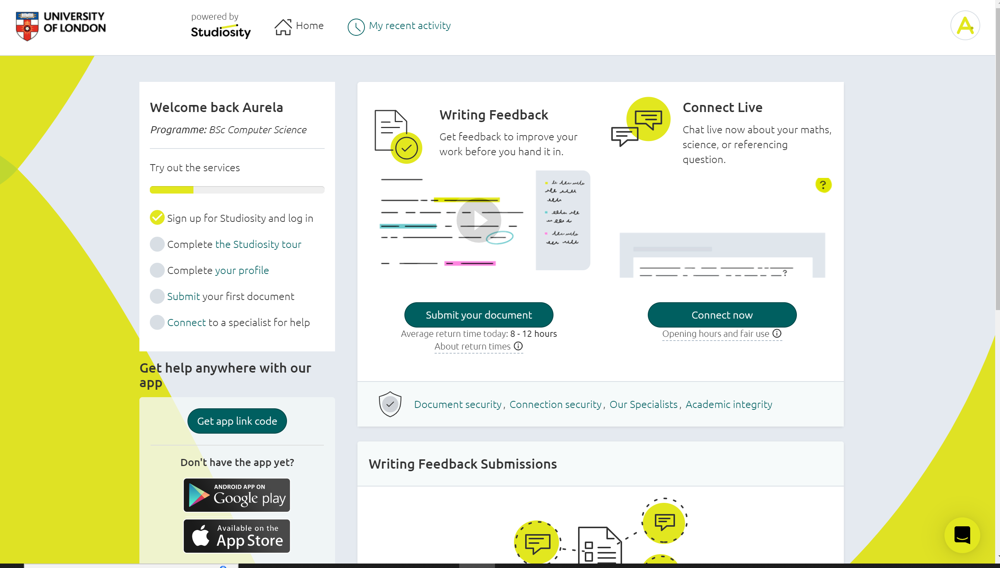 UNIVERSITY
OF LONDON
powered by
Studiosity
Home
My recent activity
Welcome back Aurela
Programme: BSc Computer Science
Try out the services
Sign up for Studiosity and log in
Complete the Studiosity tour
Complete your profile
Submit your first document
Connect to a specialist for help
Get help anywhere with our
app
Get app link code
Don't have the app yet?
ANDROID APP ON
Google play
Available on the
App Store
Writing Feedback
Get feedback to improve your
work before you hand it in.
Submit your document
Average return time today: 8 - 12 hours
About return times
Connect Live
Chat live now about your maths,
science, or referencing
question.
?
?
Connect now
Opening hours and fair use
Document security, Connection security, Our Specialists, Academic integrity
Writing Feedback Submissions